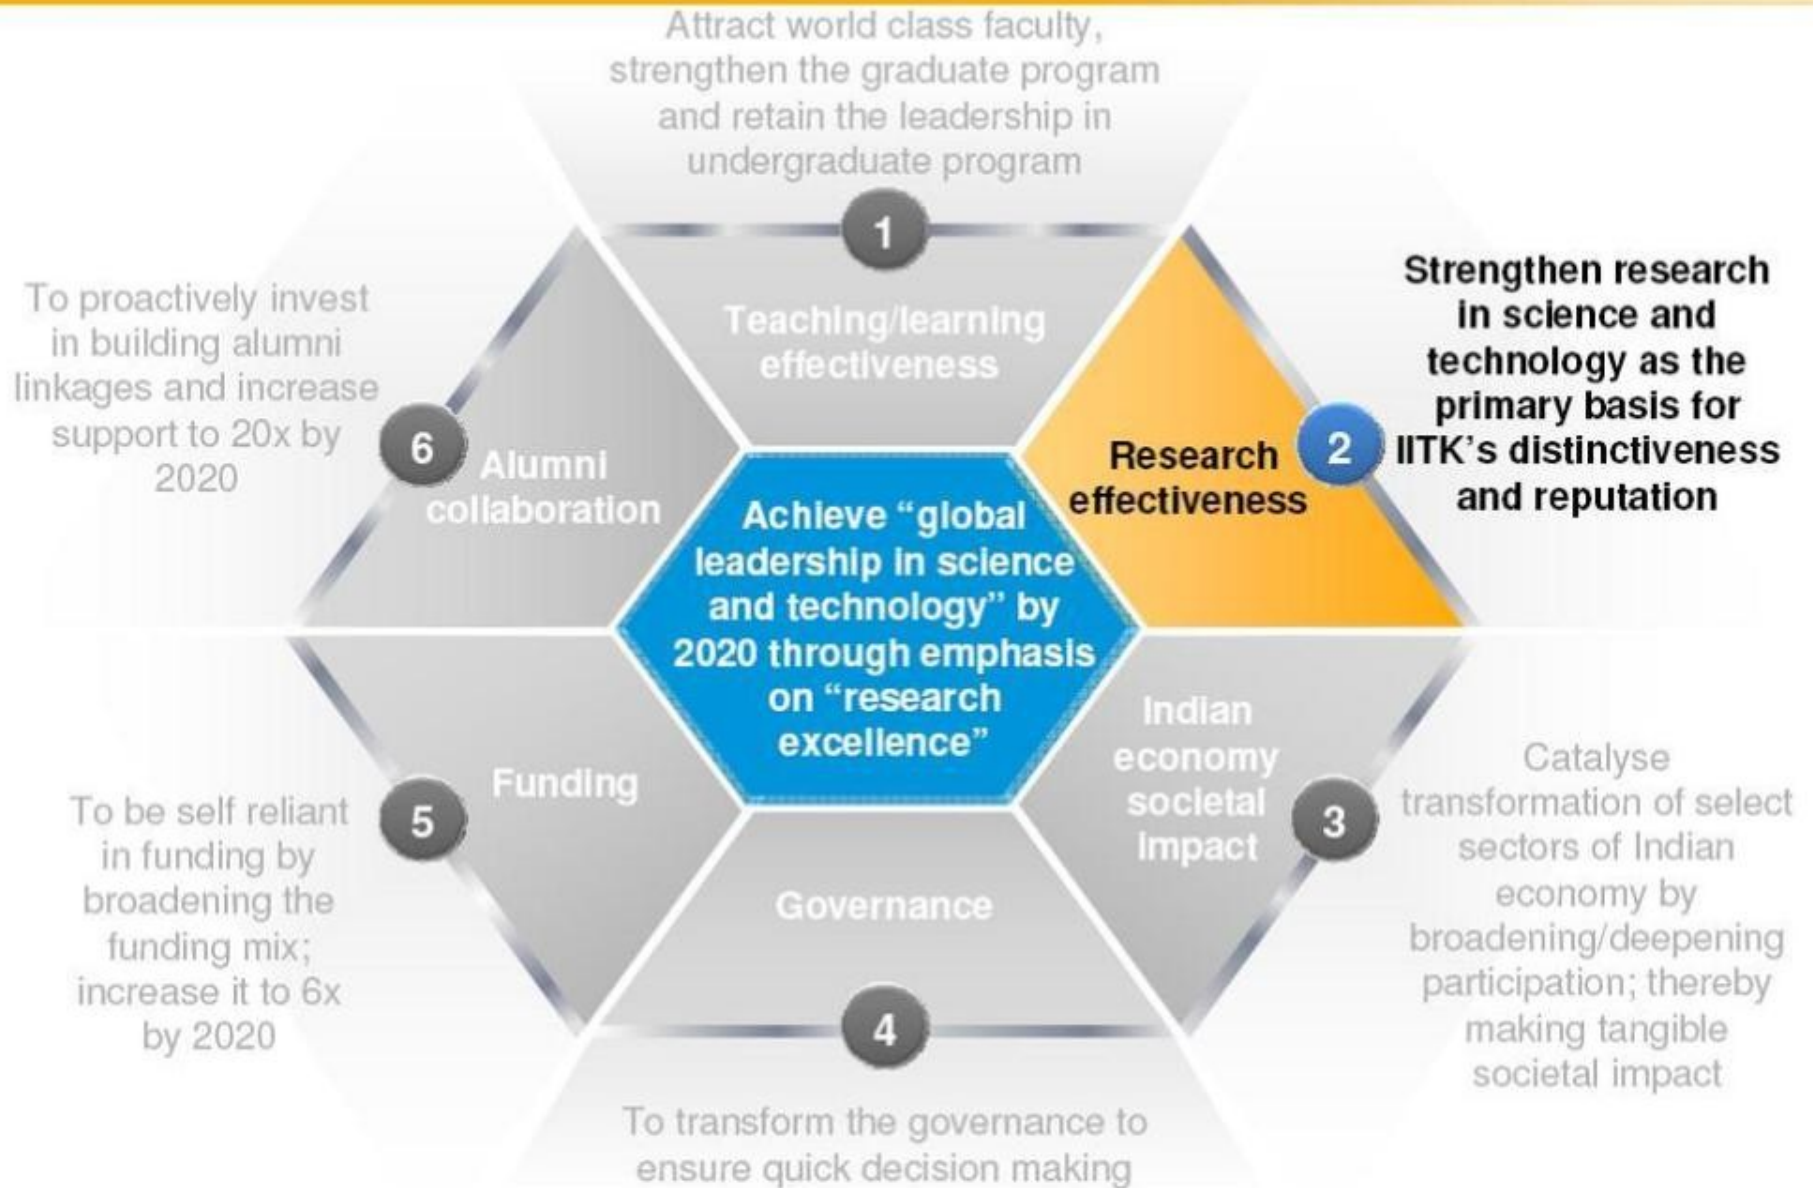 Attract world class faculty,
strengthen the graduate program
and retain the leadership in
undergraduate program
1
Teaching/learning
effectiveness
Strengthen research
in science and
technology as the
primary basis for
IITK’s distinctiveness
and reputation
2
Research
effectiveness
To proactively invest
in building alumni
linkages and increase
support to 20x by
2020
6
Alumni
collaboration
Achieve “global
leadership in science
and technology” by
2020 through emphasis
on “research
excellence”
Indian
economy
societal
impact
3
Catalyse
transformation of select
sectors of Indian
economy by
broadening/deepening
participation; thereby
making tangible
societal impact
Funding
5
To be self reliant
in funding by
broadening the
funding mix;
increase it to 6x
by 2020
Governance
4
To transform the governance to
ensure quick decision making